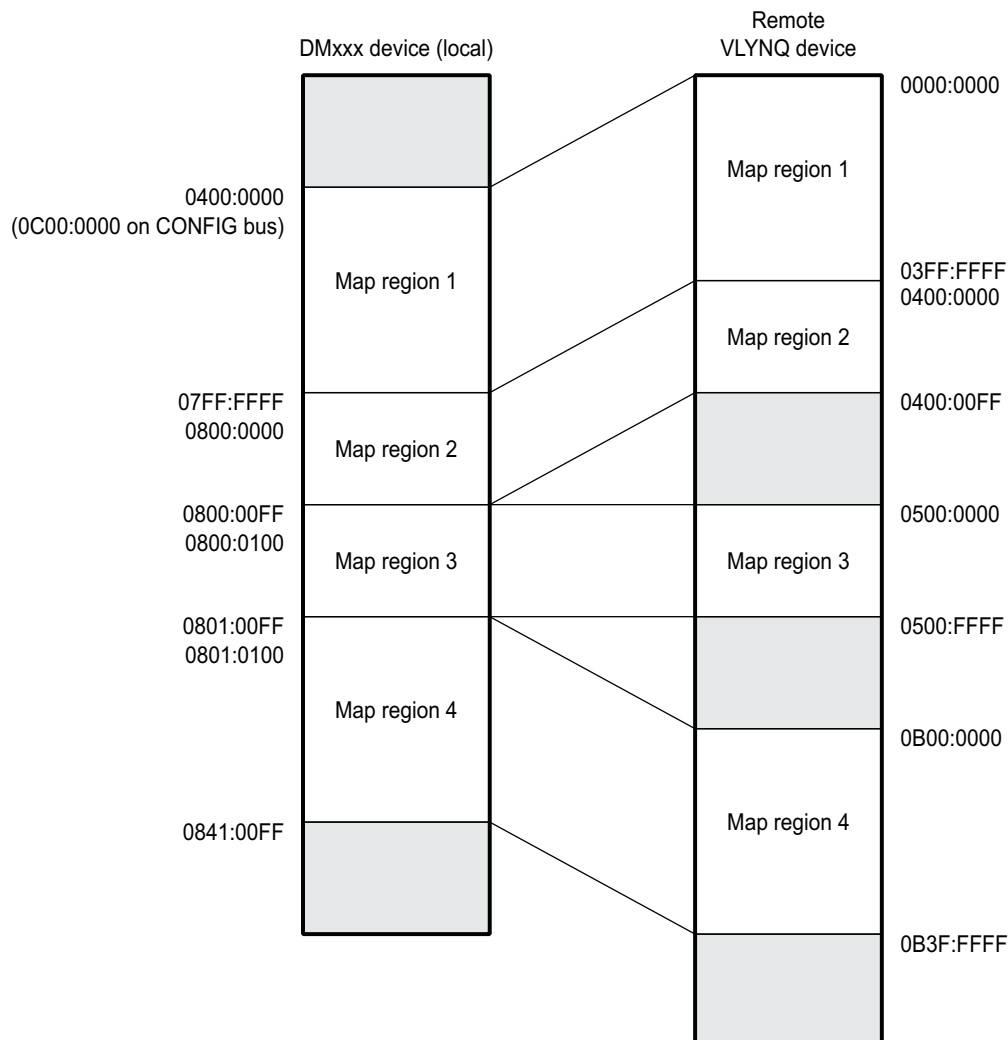 Remote
VLYNQ device
DMxxx device (local)
0000:0000
Map region 1
0400:0000
(0C00:0000 on CONFIG bus)
Map region 1
03FF:FFFF
0400:0000
Map region 2
07FF:FFFF
0800:0000
0400:00FF
Map region 2
0800:00FF
0800:0100
0500:0000
Map region 3
Map region 3
0801:00FF
0801:0100
0500:FFFF
Map region 4
0B00:0000
Map region 4
0841:00FF
0B3F:FFFF